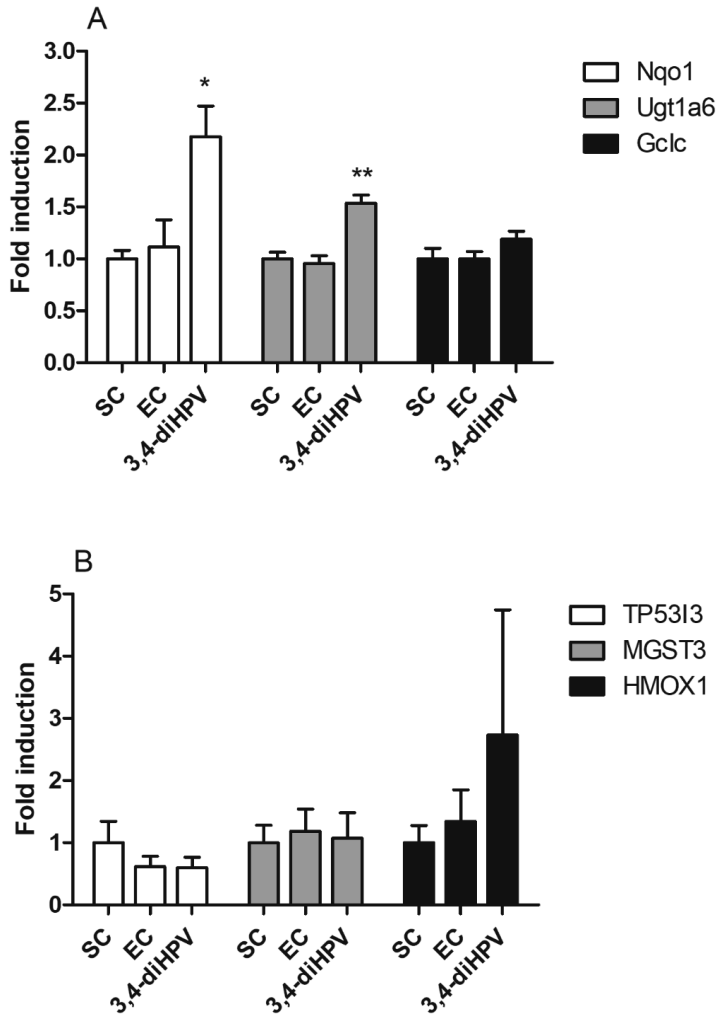 A
Fold induction
3.0
2.5
2.0
1.5
1.0
0.5
0.0
*
**
SC
EC
3,4-diHPV
SC
EC
3,4-diHPV
SC
EC
3,4-diHPV
Nqo1
Ugt1a6
Gclc
B
Fold induction
5
4
3
2
1
0
SC
EC
3,4-diHPV
SC
EC
3,4-diHPV
SC
EC
3,4-diHPV
TP53I3
MGST3
HMOX1